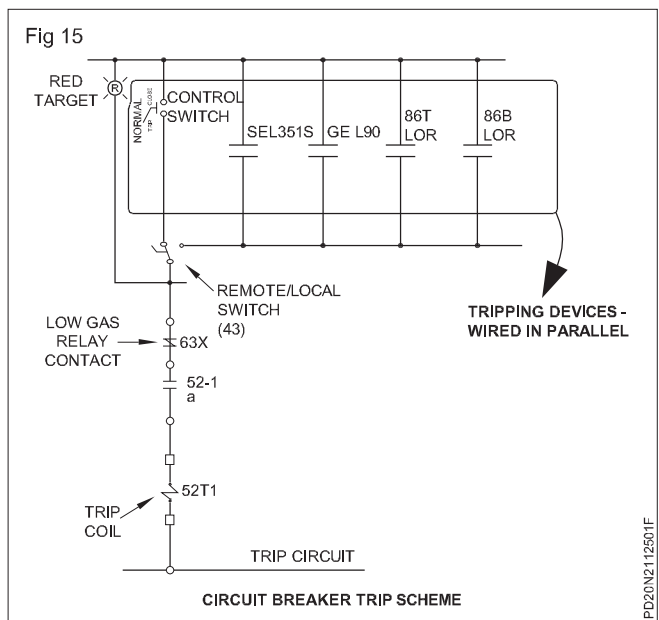 Fig 15
RED
TARGET
R
NORMAL
CLOSE
TRIP
CONTROL
SWITCH
SEL351S
GE L90
86T
LOR
86B
LOR
REMOTE/LOCAL
SWITCH
(43)
TRIPPING DEVICES -
WIRED IN PARALLEL
LOW GAS
RELAY
CONTACT
63X
52-1
a
52T1
TRIP
COIL
TRIP CIRCUIT
CIRCUIT BREAKER TRIP SCHEME
PD20N2112501F